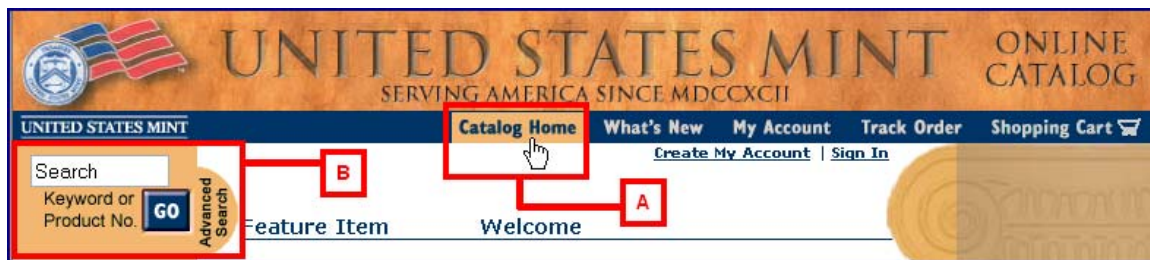 UNITED STATES MINT
SERVING AMERICA SINCE MDCCXCII
ONLINE
CATALOG
UNITED STATES MINT
Catalog Home
What's New
My Account
Track Order
Shopping Cart
Create My Account | Sign In
Search
Keyword or
Product No.
GO
Advanced
Search
B
A
Feature Item
Welcome